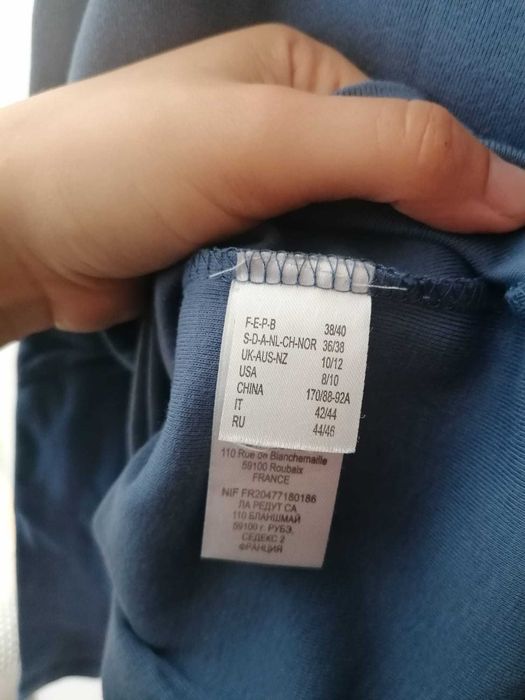 F-E-P-B 38/40
S-D-A-NL-CH-NOR 36/38
UK-AUS-NZ 10/12
USA 8/10
CHINA 170/88-92A
IT 42/44
RU 44/46
110 Rue de Blanchemaille
59100 Roubaix
FRANCE
NIF FR20477180186
ЛА РЕДУТ СА
110 БЛАНШМАЙ
59100 г. РУБЭ,
СЕДЕКС 2
ФРАНЦИЯ